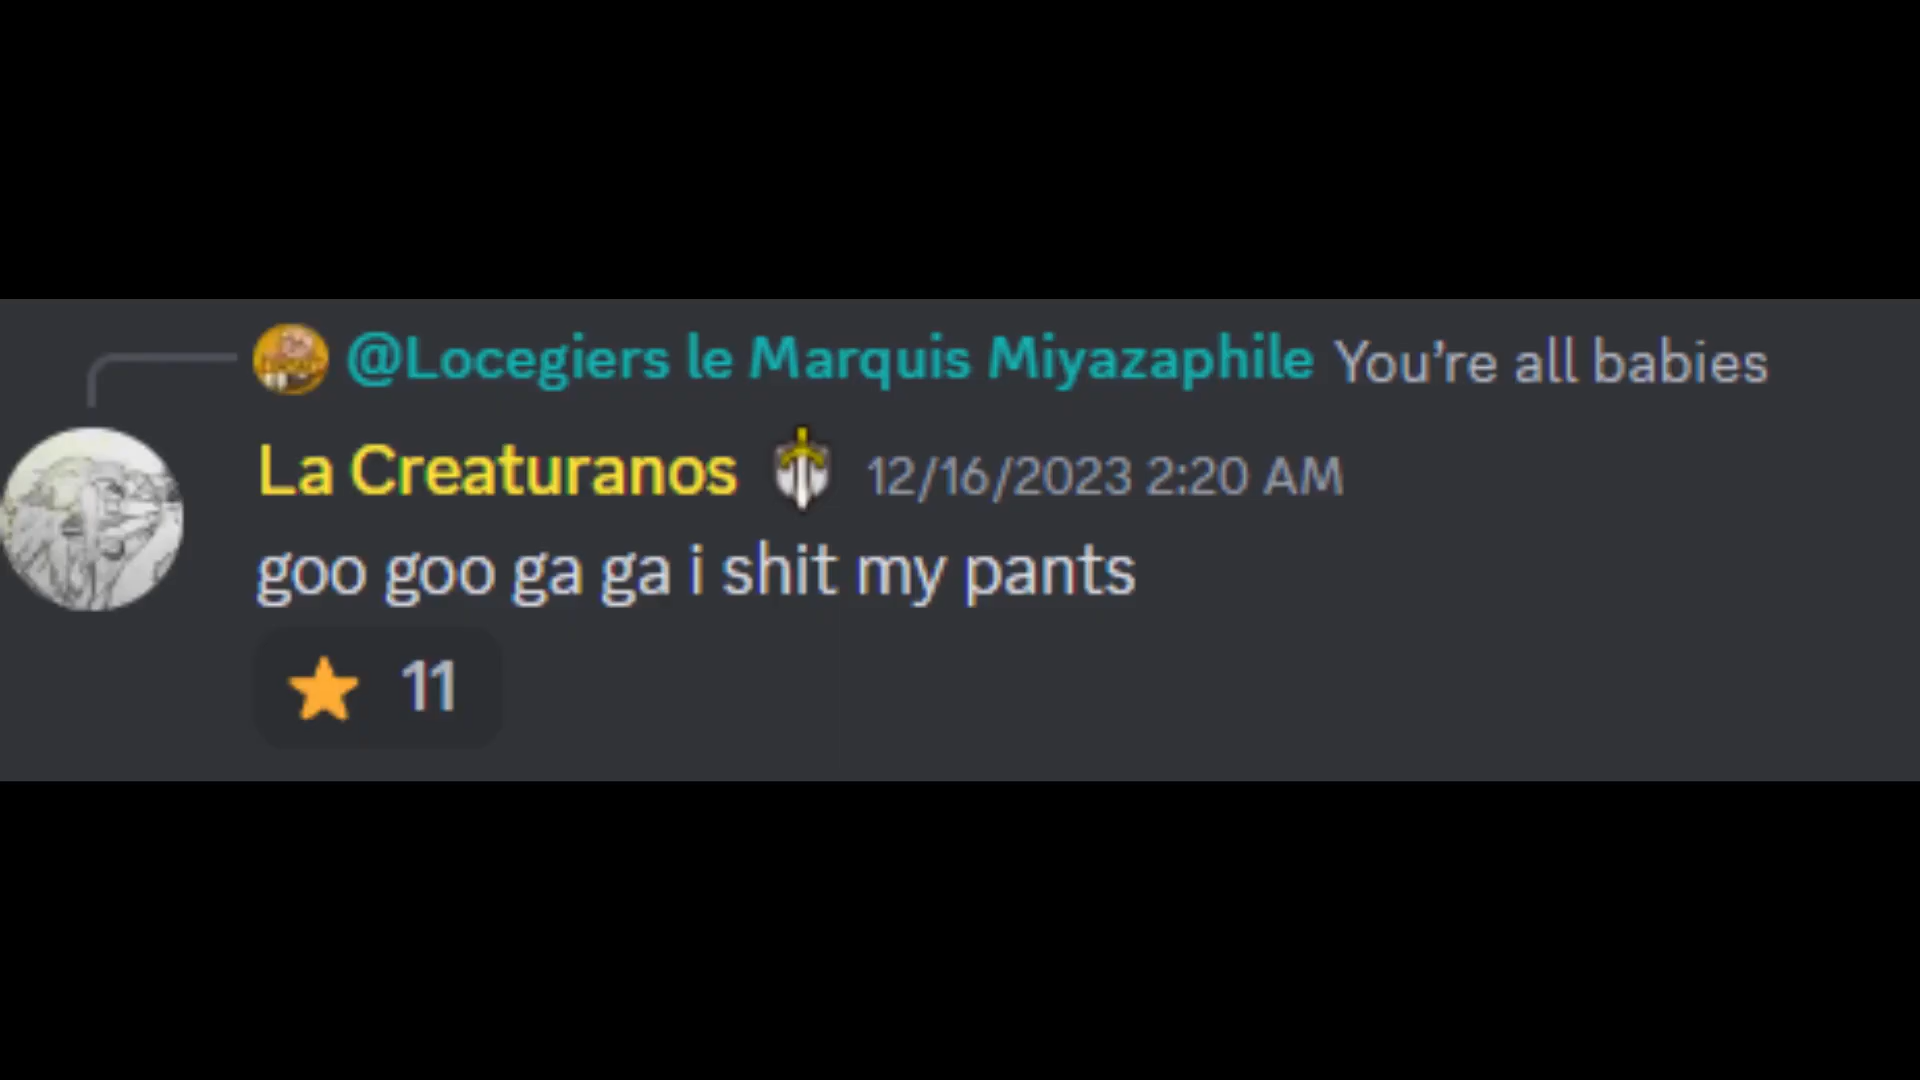 @Locegiers le Marquis Miyazaphile You're all babies
La Creaturanos 12/16/2023 2:20 AM
goo goo ga ga i shit my pants
11